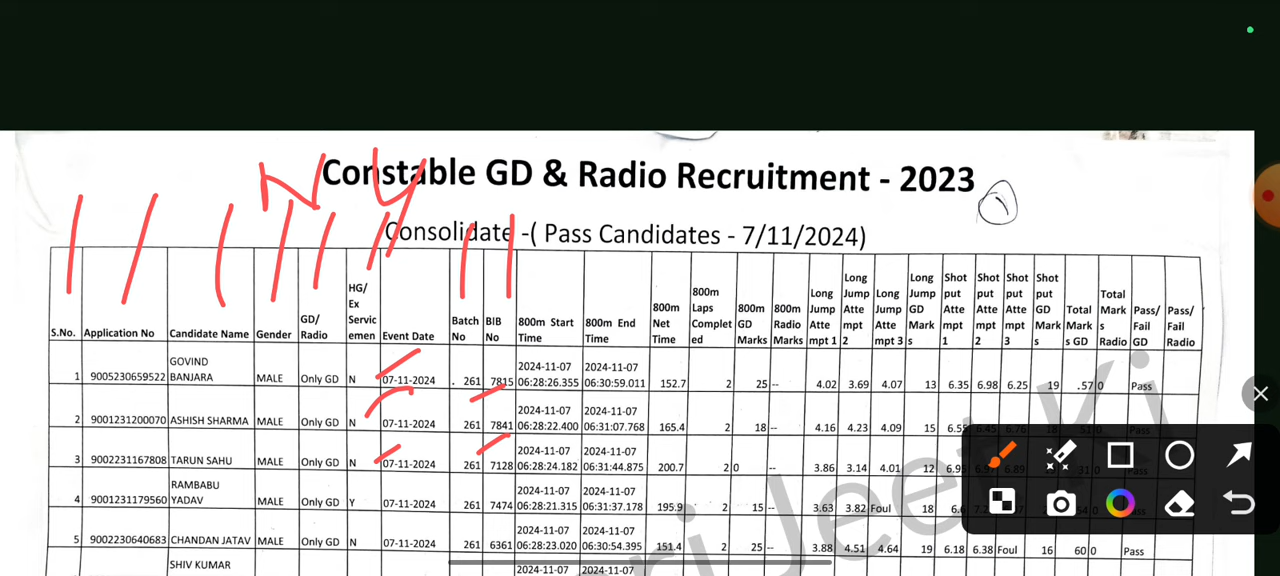 N Y
Constable GD & Radio Recruitment - 2023
Consolidate -( Pass Candidates - 7/11/2024)
S.No. Application No Candidate Name Gender GD/ Radio HG/ Ex Servic emen Event Date Batch No BIB No 800m Start Time 800m End Time 800m Net Time 800m Laps Complet ed 800m GD Marks 800m Radio Marks Long Jump Atte mpt 1 Long Jump Atte mpt 2 Long Jump Atte mpt 3 Long Jump GD Mark s Shot put Atte mpt 1 Shot put Atte mpt 2 Shot put Atte mpt 3 Shot put GD Mark s Total Mark s GD Total Mark s Radio Pass/ Fail GD Pass/ Fail Radio
1 9005230659522 GOVIND BANJARA MALE Only GD N 07-11-2024 261 7815 2024-11-07 06:28:26.355 2024-11-07 06:30:59.011 152.7 2 25 -- 4.02 3.69 4.07 13 6.35 6.98 6.25 19 .57 0 Pass
2 9001231200070 ASHISH SHARMA MALE Only GD N 07-11-2024 261 7841 2024-11-07 06:28:22.400 2024-11-07 06:31:07.768 165.4 2 18 -- 4.16 4.23 4.09 15
3 9002231167808 TARUN SAHU MALE Only GD N 07-11-2024 261 7128 2024-11-07 06:28:24.182 2024-11-07 06:31:44.875 200.7 2 0 -- 3.86 3.14 4.01 12
4 9001231179560 RAMBABU YADAV MALE Only GD Y 07-11-2024 261 7474 2024-11-07 06:28:21.315 2024-11-07 06:31:37.178 195.9 2 15 -- 3.63 3.82 Foul 18
5 9002230640683 CHANDAN JATAV MALE Only GD N 07-11-2024 261 6361 2024-11-07 06:28:23.020 2024-11-07 06:30:54.395 151.4 2 25 -- 3.88 4.51 4.64 19 6.18 6.38 Foul 16 60 0 Pass
SHIV KUMAR 2024-11-07 2024-11-07